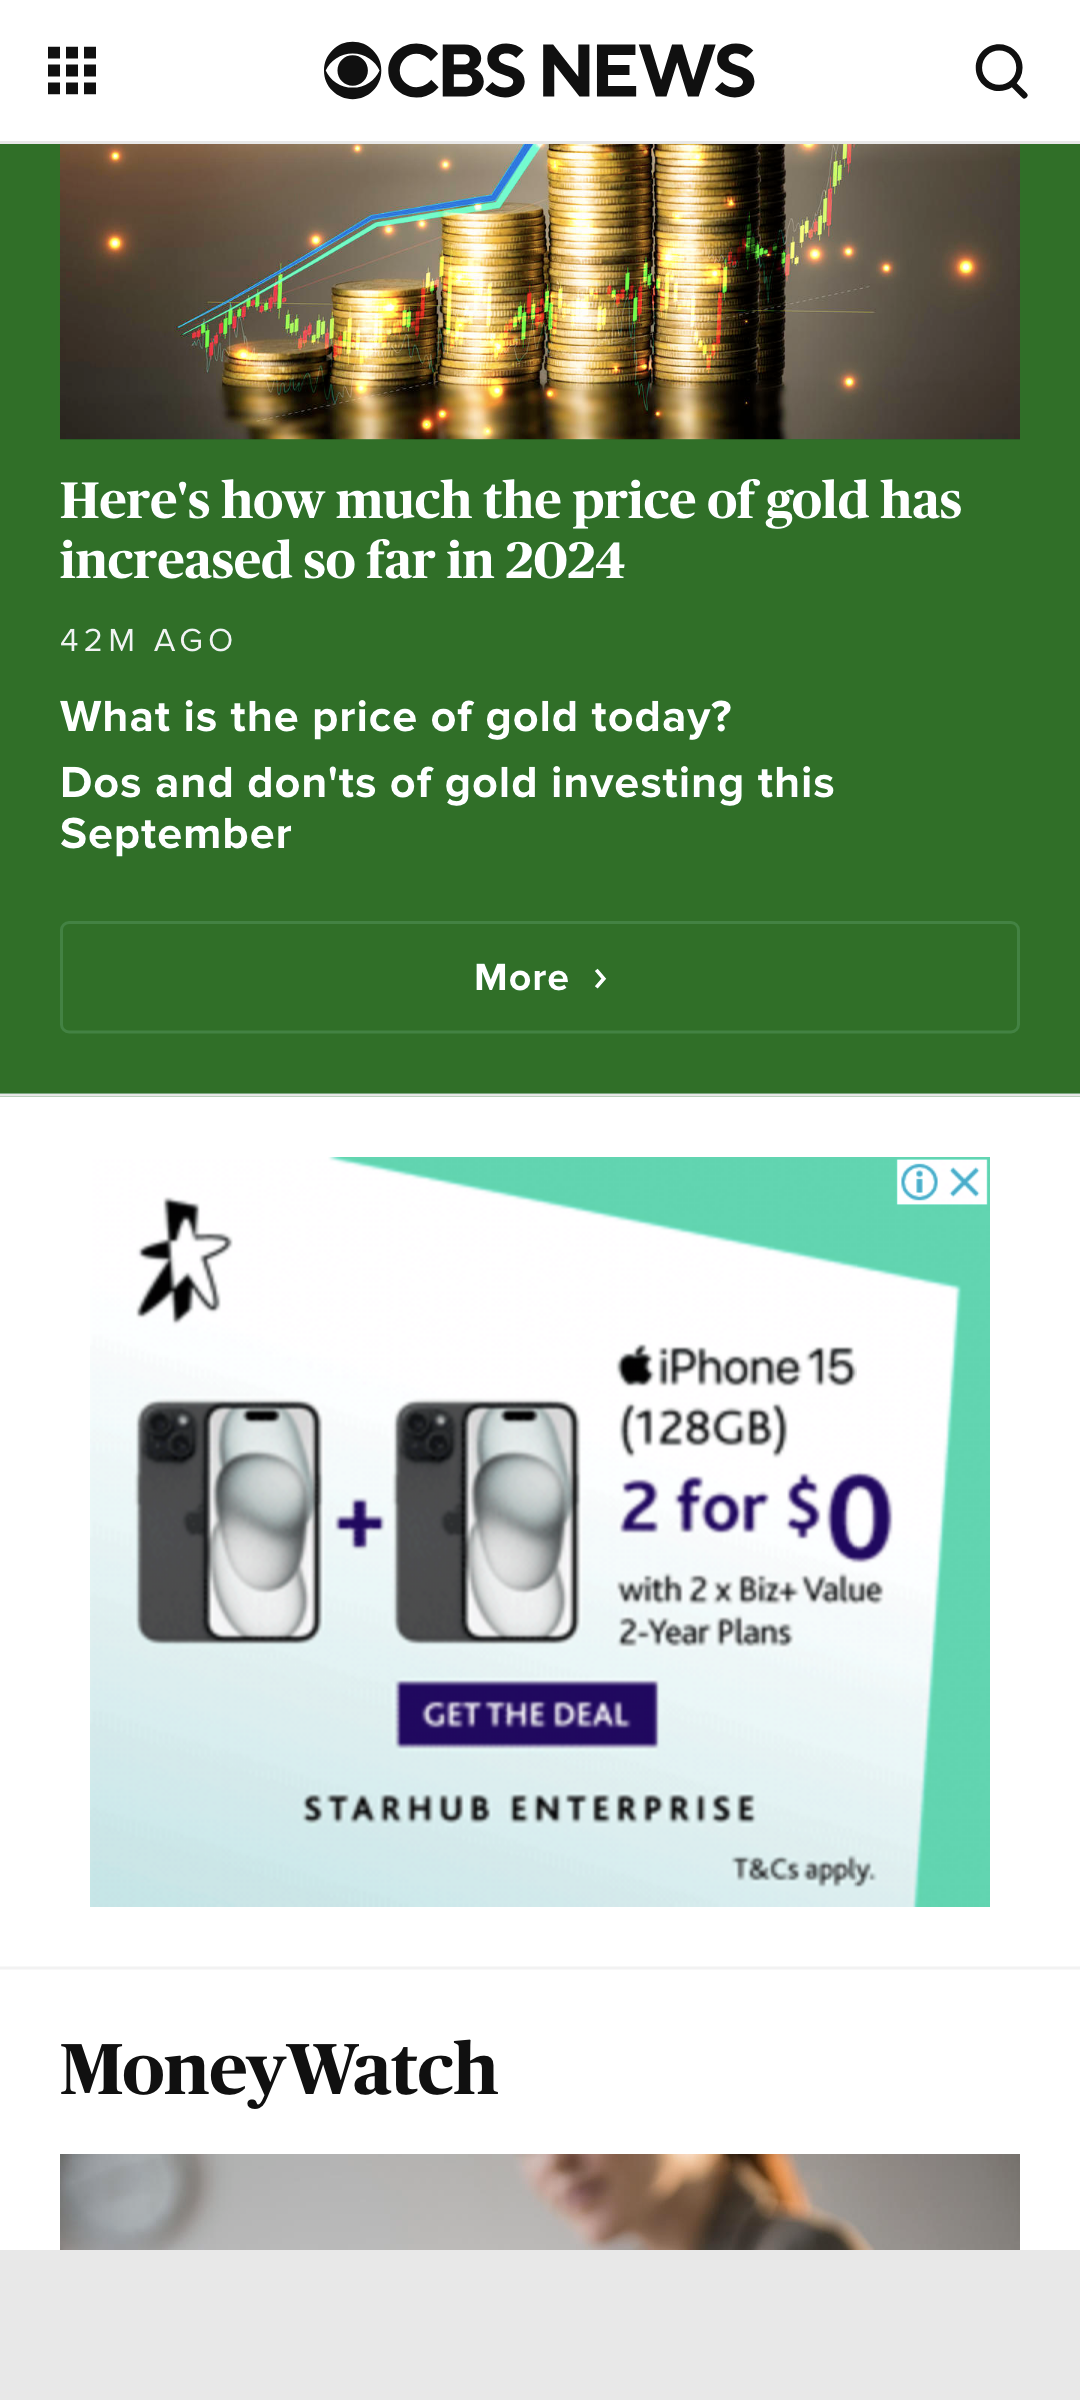 CBS NEWS
Here's how much the price of gold has
increased so far in 2024
42M AGO
What is the price of gold today?
Dos and don'ts of gold investing this
September
More
iPhone 15
(128GB)
2 for $0
with 2 x Biz+ Value
2-Year Plans
GET THE DEAL
STARHUB ENTERPRISE
T&Cs apply.
MoneyWatch